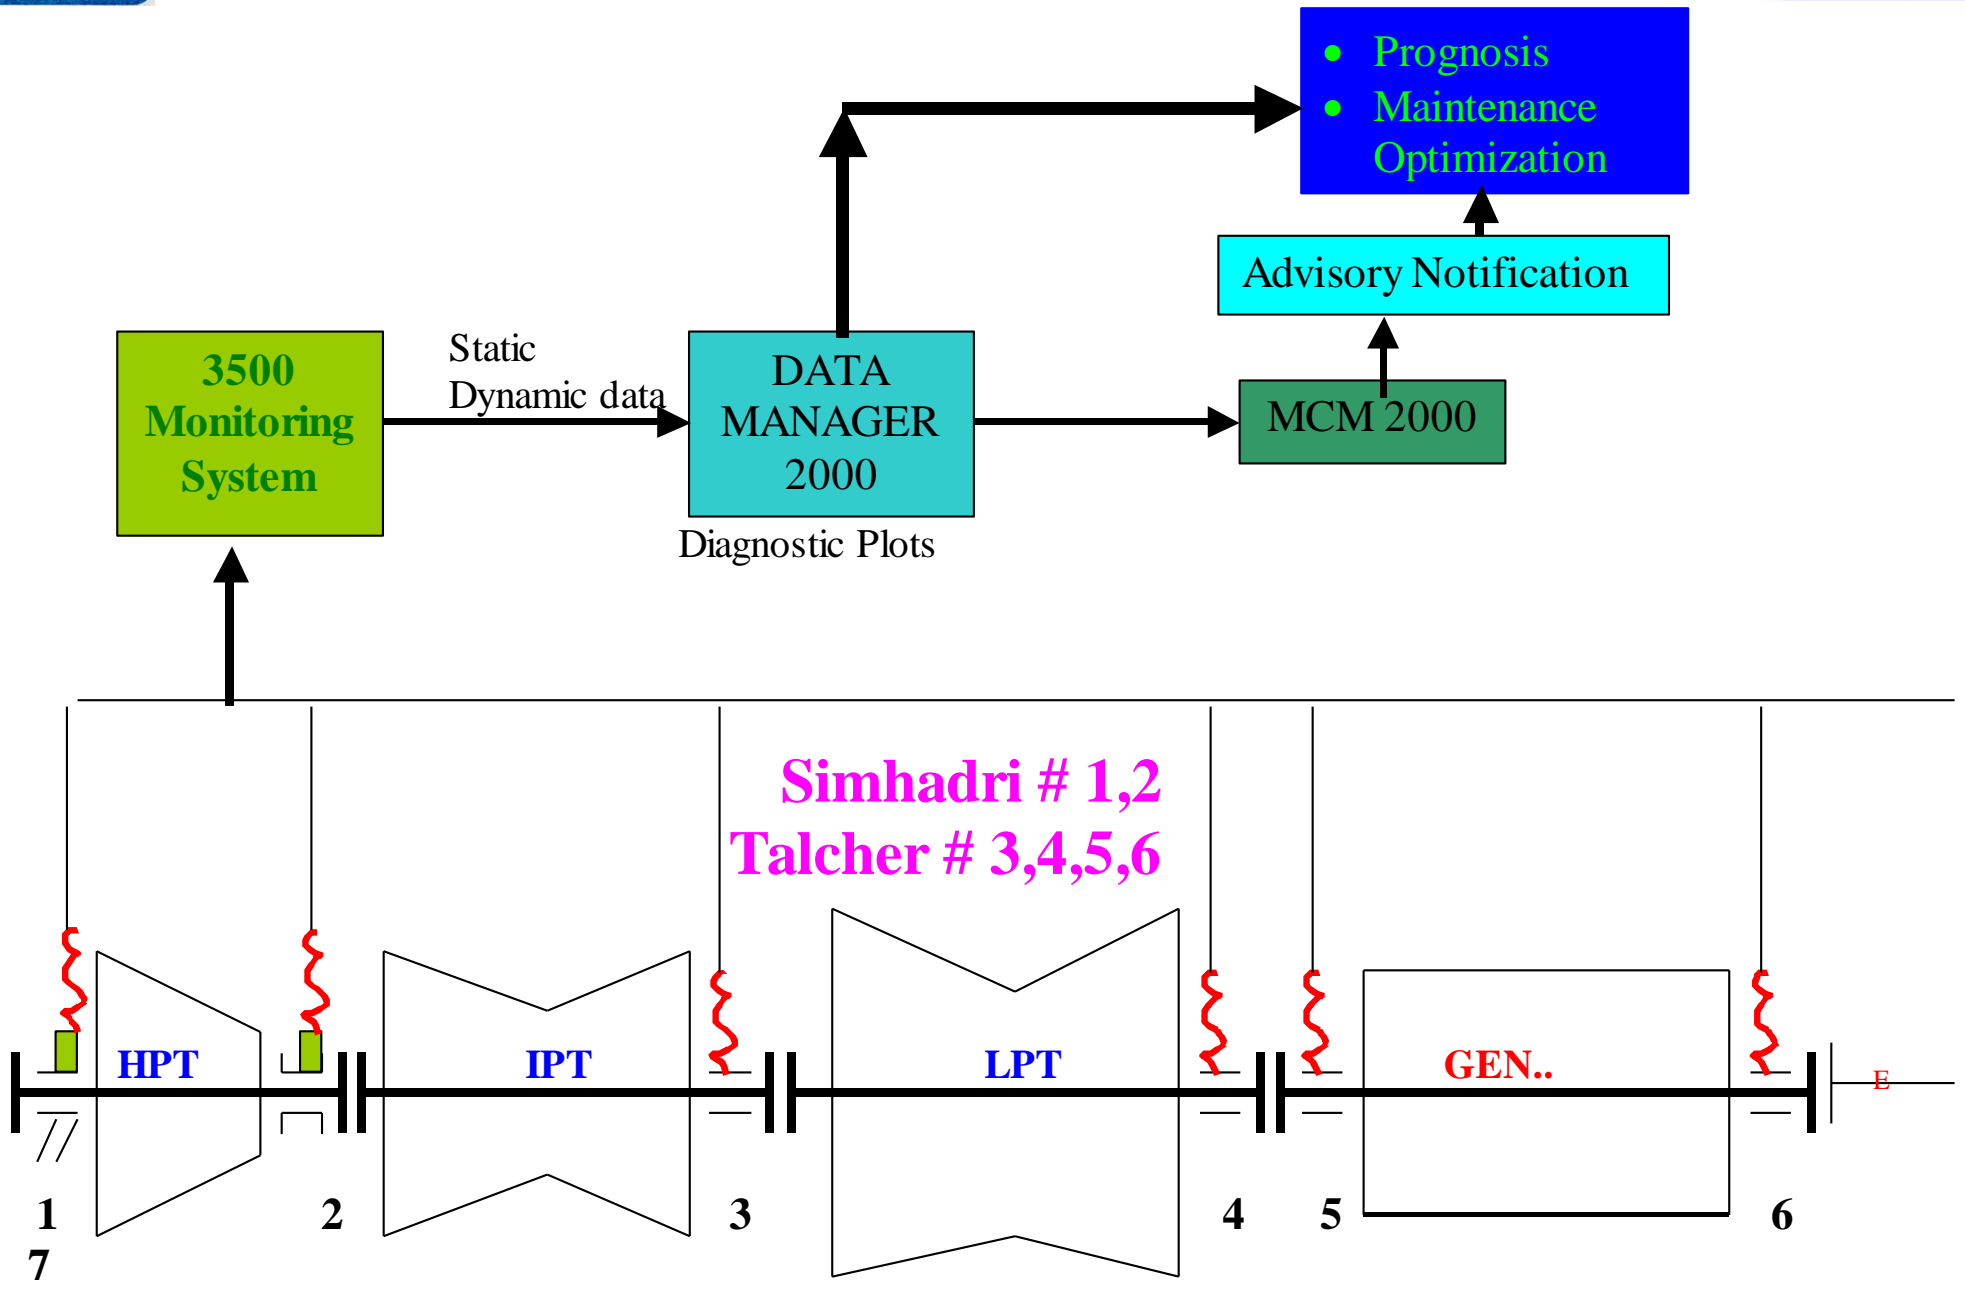 Prognosis
Maintenance
Optimization
Advisory Notification
3500
Monitoring
System
Static
Dynamic data
DATA
MANAGER
2000
MCM 2000
Diagnostic Plots
Simhadri # 1,2
Talcher # 3,4,5,6
HPT
IPT
LPT
GEN..
E
1 2 3 4 5 6
7